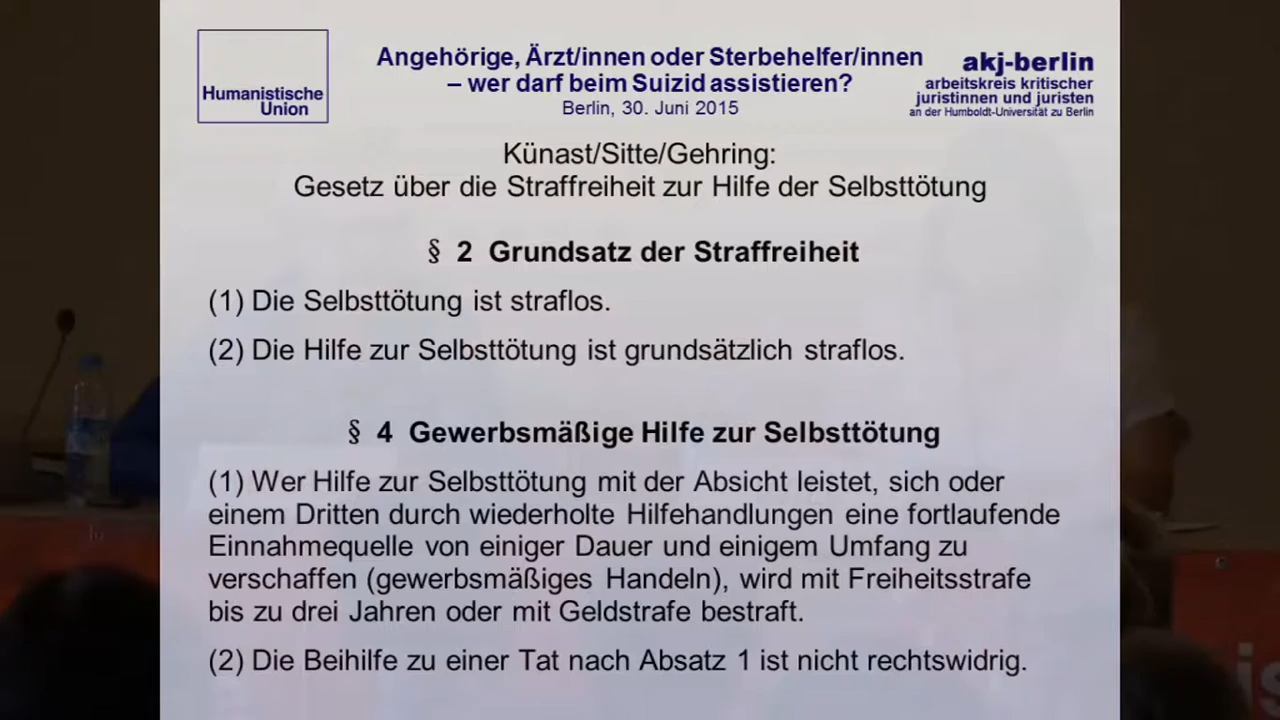 Humanistische
Union
Angehörige, Ärzt/innen oder Sterbehelfer/innen
– wer darf beim Suizid assistieren?
Berlin, 30. Juni 2015
akj-berlin
arbeitskreis kritischer
juristinnen und juristen
an der Humboldt-Universität zu Berlin
Künast/Sitte/Gehring:
Gesetz über die Straffreiheit zur Hilfe der Selbsttötung
§ 2 Grundsatz der Straffreiheit
(1) Die Selbsttötung ist straflos.
(2) Die Hilfe zur Selbsttötung ist grundsätzlich straflos.
§ 4 Gewerbsmäßige Hilfe zur Selbsttötung
(1) Wer Hilfe zur Selbsttötung mit der Absicht leistet, sich oder
einem Dritten durch wiederholte Hilfehandlungen eine fortlaufende
Einnahmequelle von einiger Dauer und einigem Umfang zu
verschaffen (gewerbsmäßiges Handeln), wird mit Freiheitsstrafe
bis zu drei Jahren oder mit Geldstrafe bestraft.
(2) Die Beihilfe zu einer Tat nach Absatz 1 ist nicht rechtswidrig.